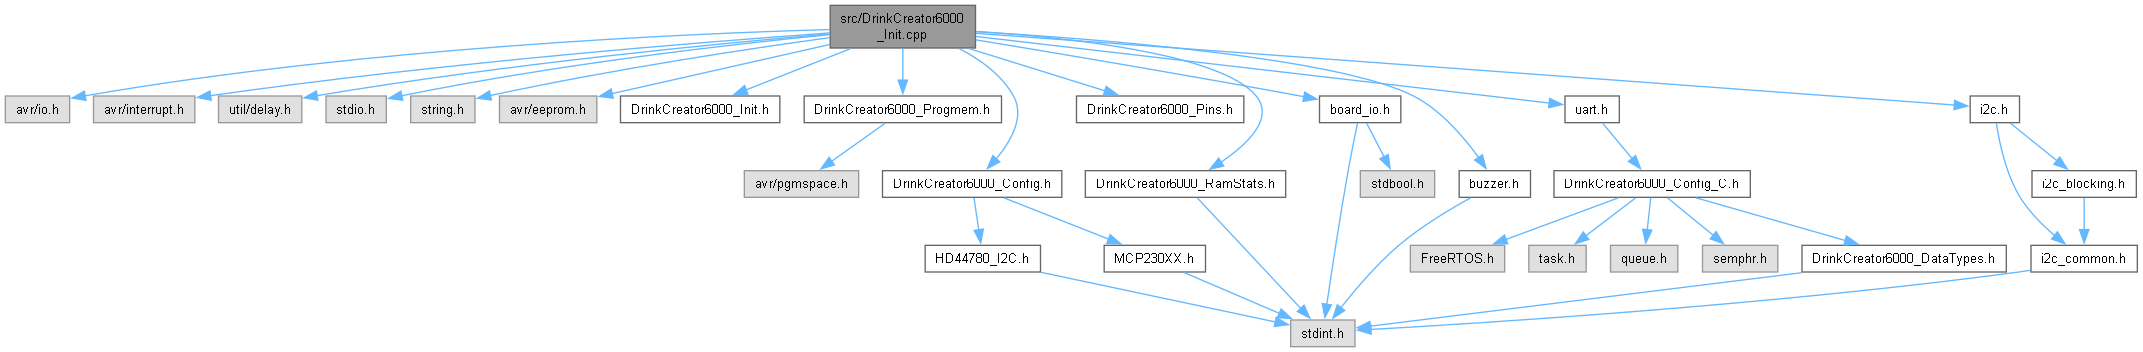 src/DrinkCreator6000
_Init.cpp
avr/io.h
avr/interrupt.h
util/delay.h
stdio.h
string.h
avr/eeprom.h
DrinkCreator6000_Init.h
DrinkCreator6000_Progmem.h
DrinkCreator6000_Pins.h
board_io.h
uart.h
i2c.h
avr/pgmspace.h
DrinkCreator6000_Config.h
DrinkCreator6000_RamStats.h
stdbool.h
buzzer.h
DrinkCreator6000_Config_C.h
i2c_blocking.h
HD44780_I2C.h
MCP230XX.h
FreeRTOS.h
task.h
queue.h
semphr.h
DrinkCreator6000_DataTypes.h
i2c_common.h
stdint.h